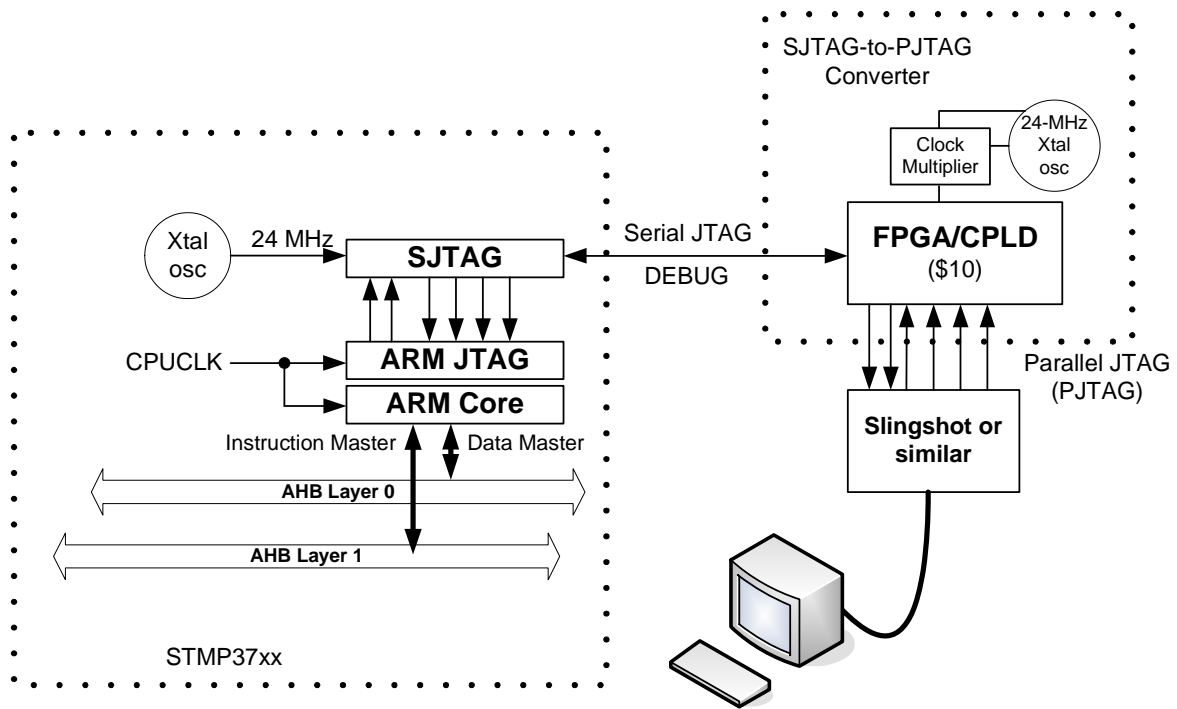 SJTAG-to-PJTAG
Converter
24-MHz
Xtal
osc
Clock
Multiplier
Xtal
osc
24 MHz
SJTAG
Serial JTAG
DEBUG
FPGA/CPLD
($10)
CPUCLK
ARM JTAG
ARM Core
Parallel JTAG
(PJTAG)
Instruction Master
Data Master
Slingshot or
similar
AHB Layer 0
AHB Layer 1
STMP37xx